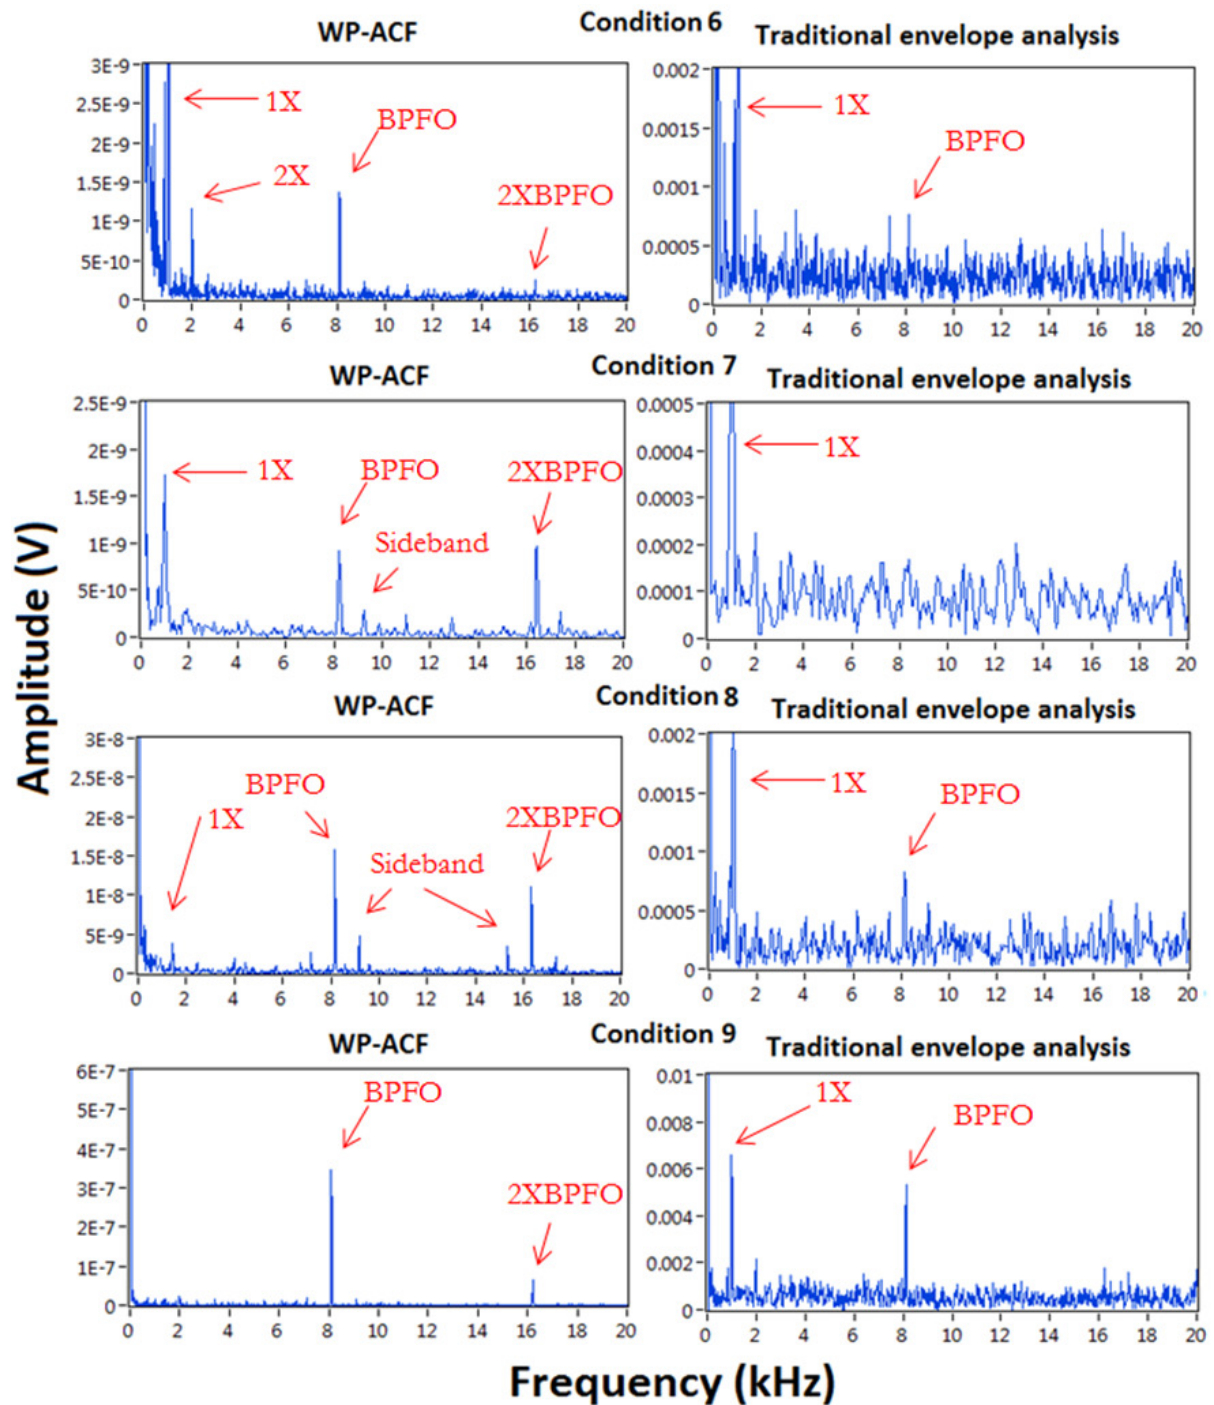 Condition 6
WP-ACF
Traditional envelope analysis
3E-9
2.5E-9
2E-9
1.5E-9
1E-9
5E-10
0
0 2 4 6 8 10 12 14 16 18 20
1X
2X
BPFO
2XBPFO
0.002
0.0015
0.001
0.0005
0
0 2 4 6 8 10 12 14 16 18 20
1X
BPFO
Condition 7
WP-ACF
Traditional envelope analysis
2.5E-9
2E-9
1.5E-9
1E-9
5E-10
0
0 2 4 6 8 10 12 14 16 18 20
1X
BPFO
Sideband
2XBPFO
0.0005
0.0004
0.0003
0.0002
0.0001
0
0 2 4 6 8 10 12 14 16 18 20
1X
Condition 8
WP-ACF
Traditional envelope analysis
3E-8
2.5E-8
2E-8
1.5E-8
1E-8
5E-9
0
0 2 4 6 8 10 12 14 16 18 20
BPFO
1X
Sideband
2XBPFO
0.002
0.0015
0.001
0.0005
0
0 2 4 6 8 10 12 14 16 18 20
1X
BPFO
Condition 9
WP-ACF
Traditional envelope analysis
6E-7
5E-7
4E-7
3E-7
2E-7
1E-7
0
0 2 4 6 8 10 12 14 16 18 20
BPFO
2XBPFO
0.01
0.008
0.006
0.004
0.002
0
0 2 4 6 8 10 12 14 16 18 20
1X
BPFO
Amplitude (V)
Frequency (kHz)